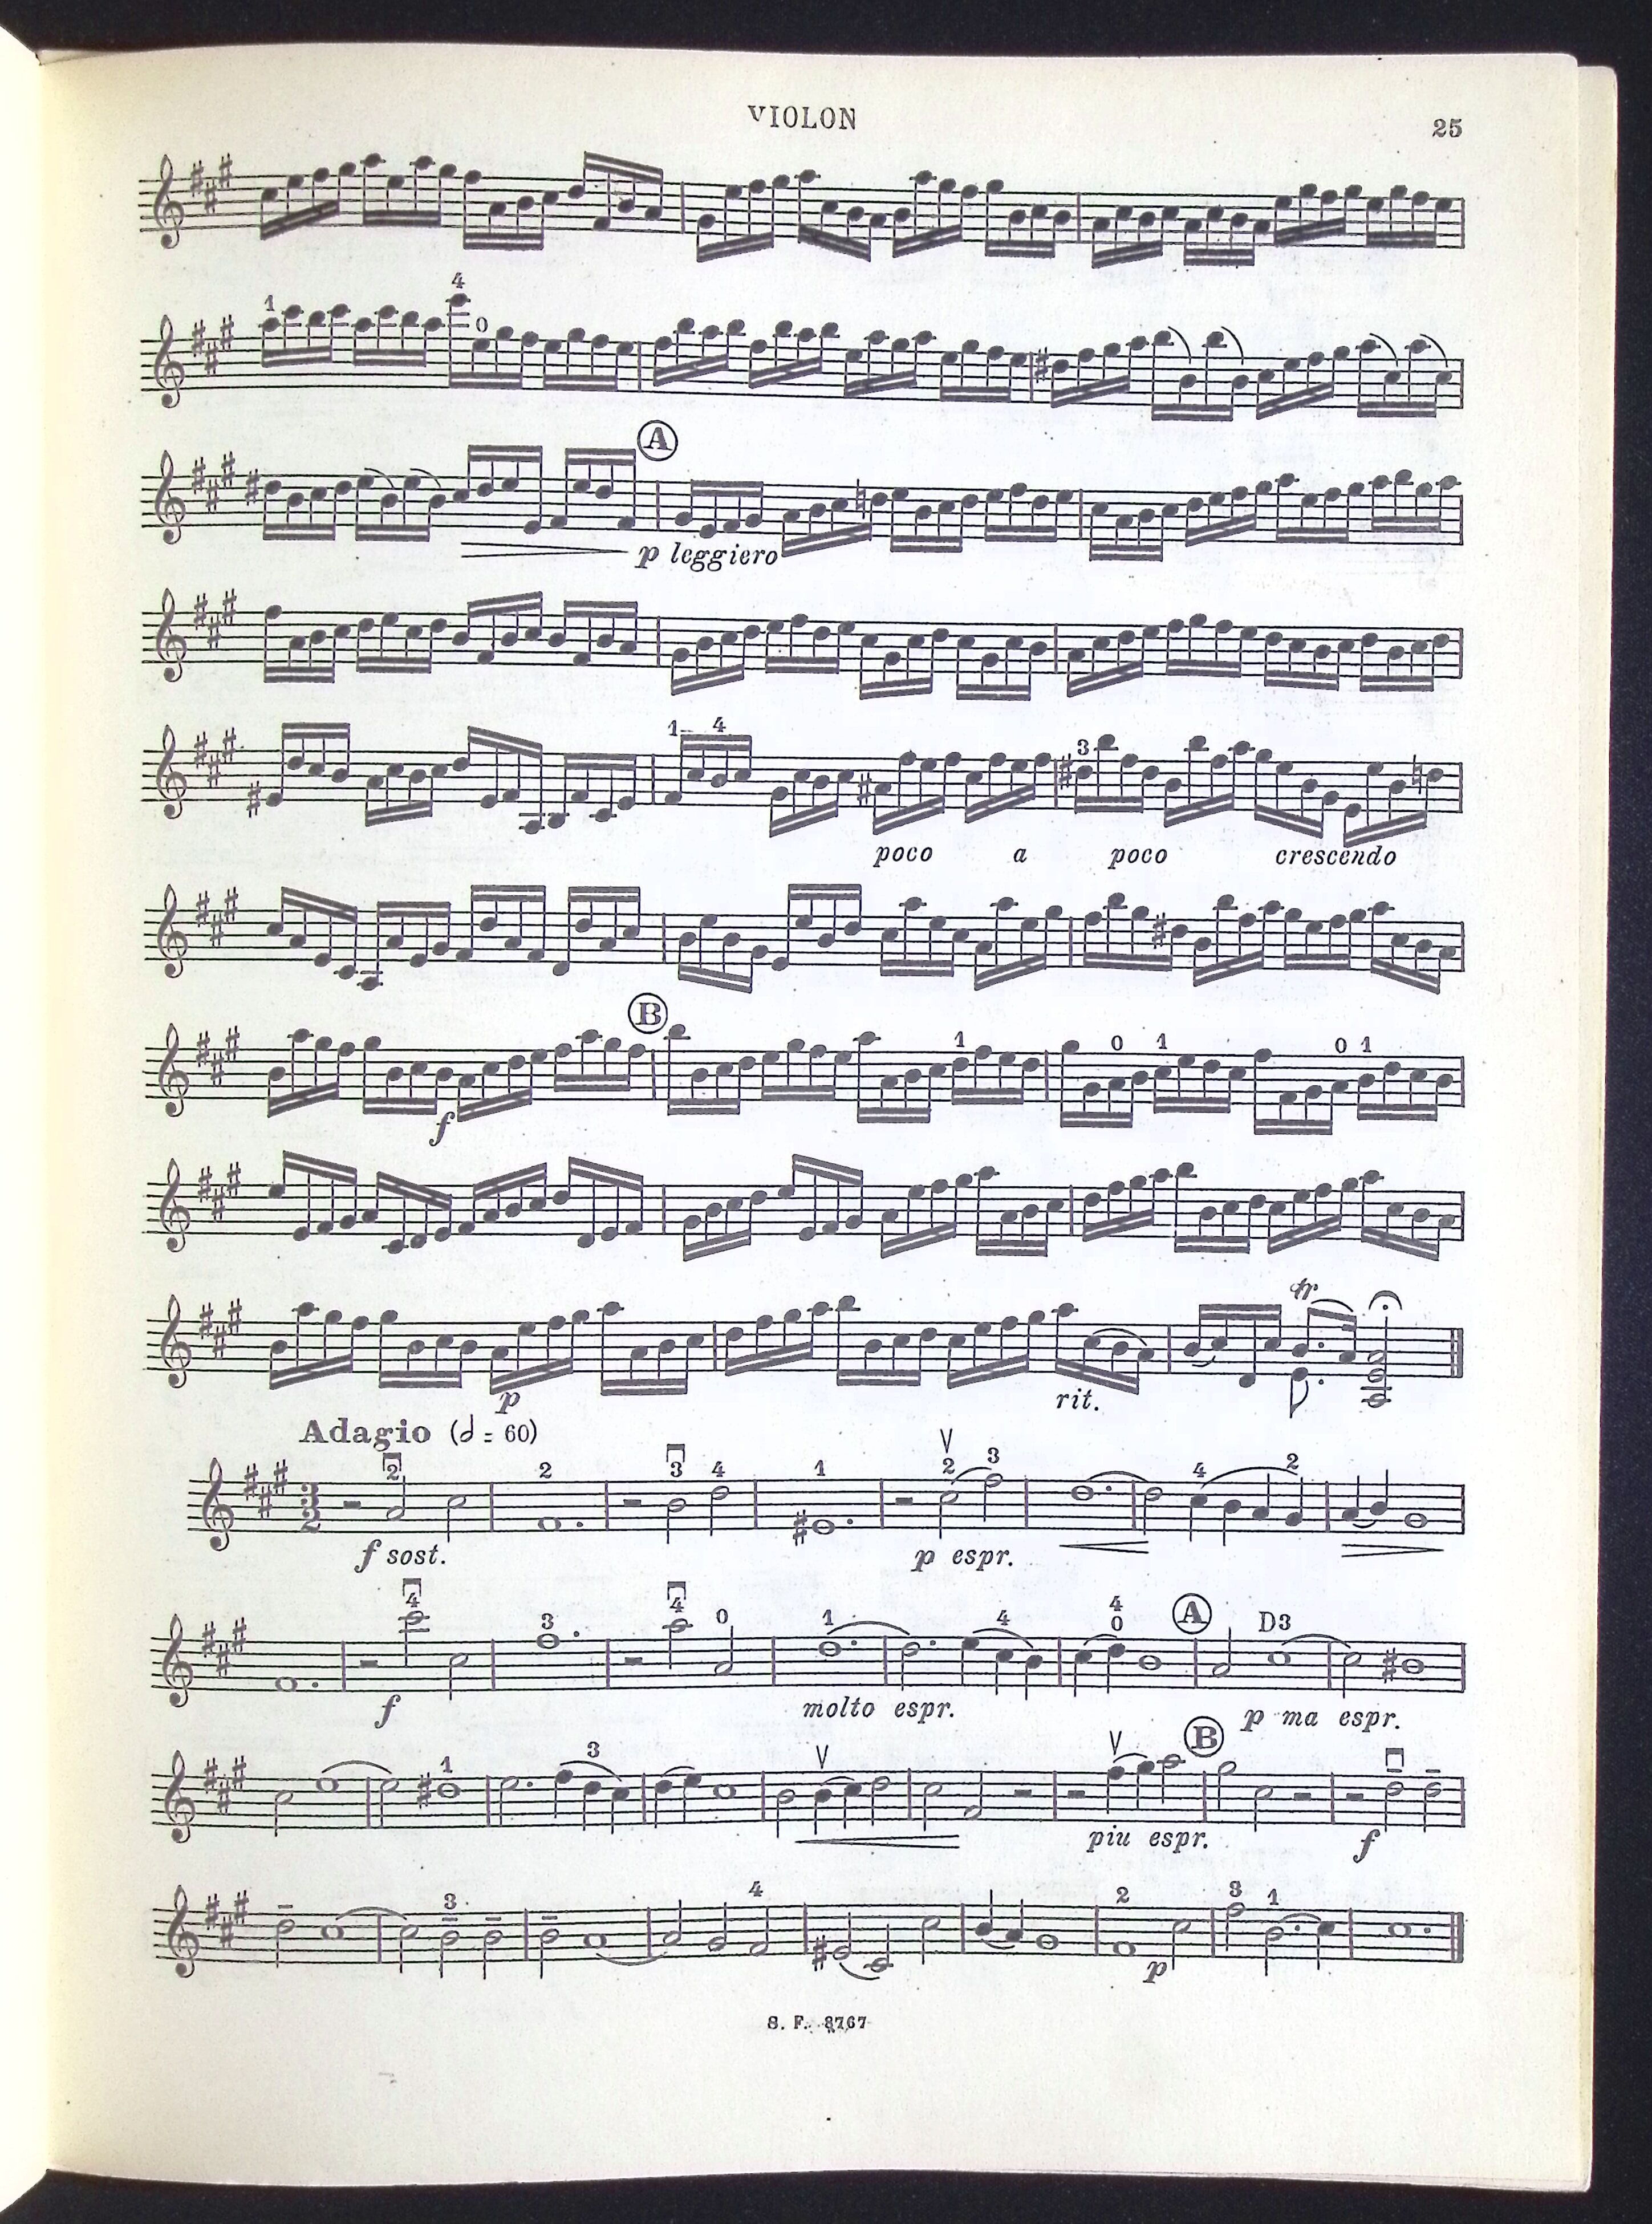 VIOLON
25
4
1 0
A
p leggiero
1 4 3
poco a poco crescendo
B
1 0 1 0 1
f
tr
p rit.
Adagio (𝅗𝅥 = 60)
V
2 2 3 4 1 2 3 4 2
3
2
f sost. p espr.
4 3 4 0 1 4 4 0 A D3
f molto espr. p ma espr.
1 3 V V B
piu espr. f
3 4 2 3 1
p
S. F. 8767